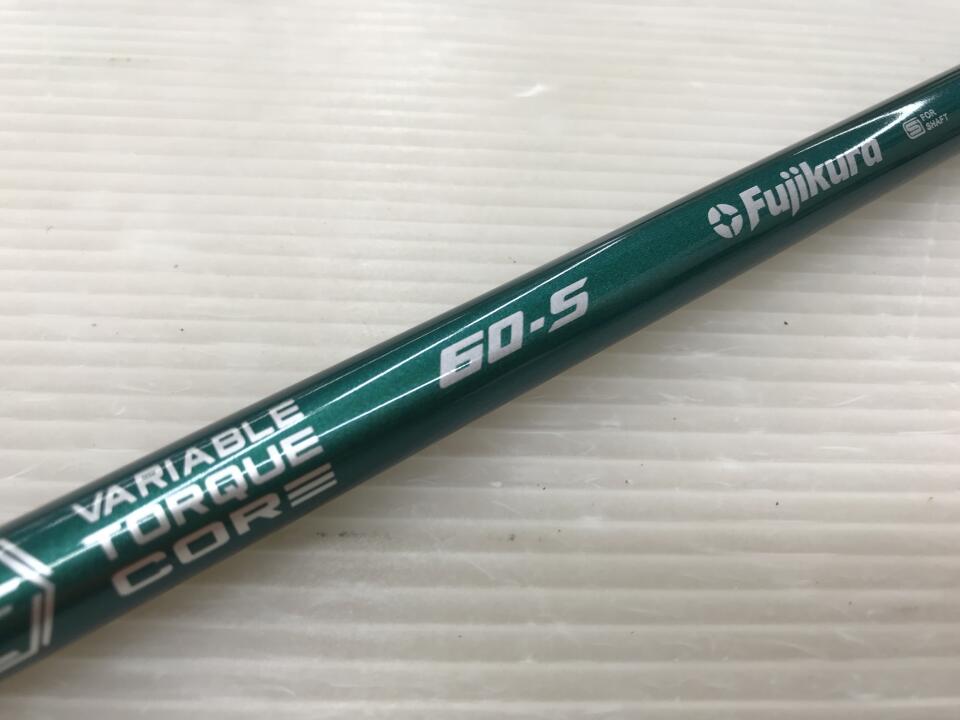 VARIABLE
TORQUE
CORE
60-S
Fujikura
S FOR
SHAFT